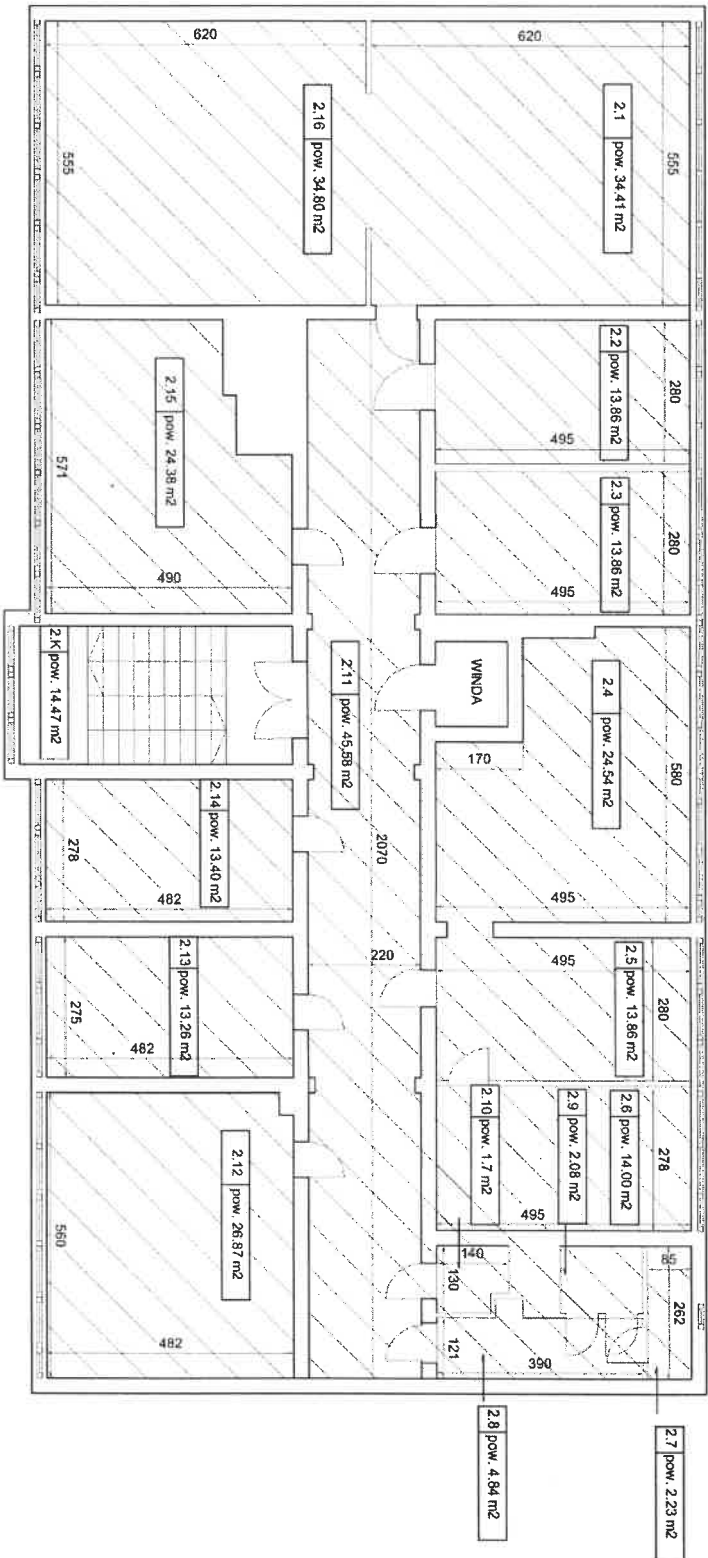 620
620
2.16 pow. 34.80 m2
2.1 pow. 34.41 m2
555
555
2.2 pow. 13.86 m2
280
495
2.15 pow. 24.38 m2
571
490
2.3 pow. 13.86 m2
280
495
2.K pow. 14.47 m2
2.11 pow. 45,58 m2
WINDA
2.4 pow. 24.54 m2
580
170
495
2.14 pow. 13.40 m2
278
482
2070
220
2.13 pow. 13.26 m2
275
482
495
2.5 pow. 13.86 m2
280
2.10 pow. 1.7 m2
2.9 pow. 2.08 m2
2.6 pow. 14.00 m2
278
495
2.12 pow. 26.87 m2
560
482
140
130
85
262
121
390
2.8 pow. 4.84 m2
2.7 pow. 2.23 m2